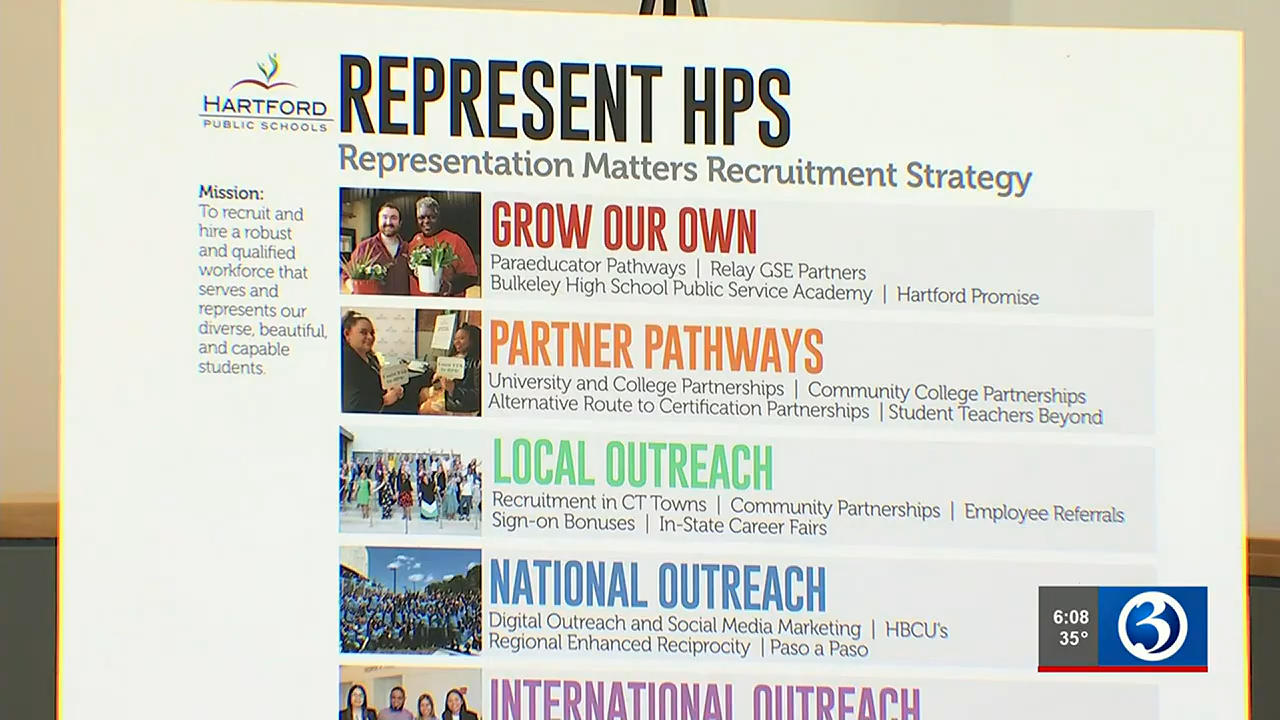 HARTFORD
PUBLIC SCHOOLS
REPRESENT HPS
Representation Matters Recruitment Strategy
Mission:
To recruit and
hire a robust
and qualified
workforce that
serves and
represents our
diverse, beautiful,
and capable
students.
GROW OUR OWN
Paraeducator Pathways | Relay GSE Partners
Bulkeley High School Public Service Academy | Hartford Promise
PARTNER PATHWAYS
University and College Partnerships | Community College Partnerships
Alternative Route to Certification Partnerships | Student Teachers Beyond
LOCAL OUTREACH
Recruitment in CT Towns | Community Partnerships | Employee Referrals
Sign-on Bonuses | In-State Career Fairs
NATIONAL OUTREACH
Digital Outreach and Social Media Marketing | HBCU's
Regional Enhanced Reciprocity | Paso a Paso
INTERNATIONAL OUTREACH
6:08
35°
3